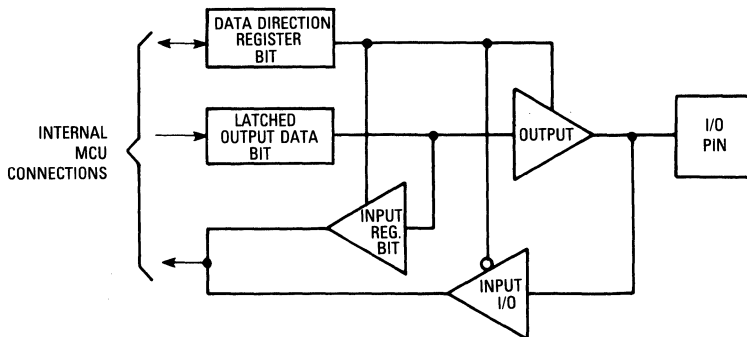 DATA DIRECTION
REGISTER
BIT
INTERNAL
MCU
CONNECTIONS
LATCHED
OUTPUT DATA
BIT
OUTPUT
I/O
PIN
INPUT
REG.
BIT
INPUT
I/O